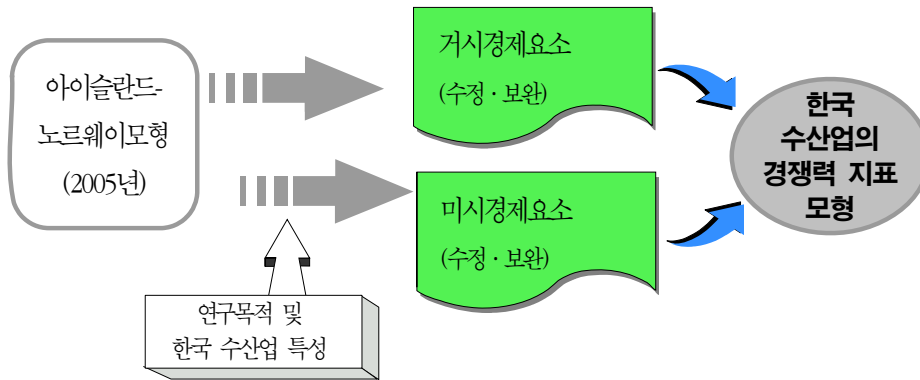 아이슬란드-
노르웨이모형
(2005년)
거시경제요소
(수정 · 보완)
미시경제요소
(수정 · 보완)
연구목적 및
한국 수산업 특성
한국
수산업의
경쟁력 지표
모형